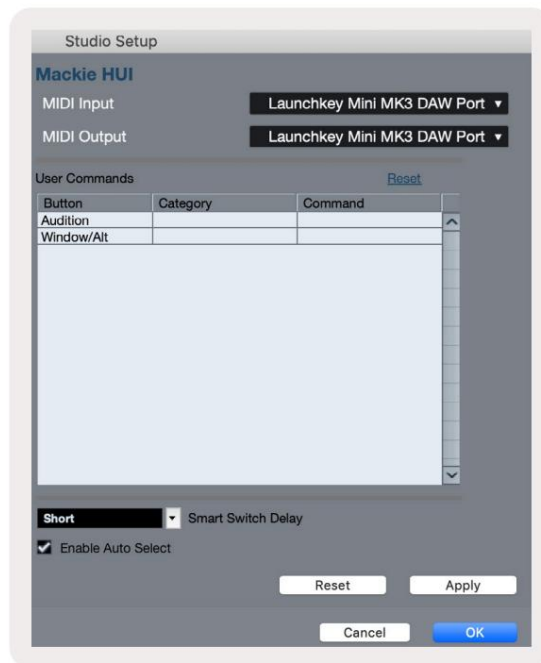 Studio Setup
Mackie HUI
MIDI Input Launchkey Mini MK3 DAW Port
MIDI Output Launchkey Mini MK3 DAW Port
User Commands Reset
Button Category Command
Audition
Window/Alt
Short Smart Switch Delay
Enable Auto Select
Reset Apply
Cancel OK